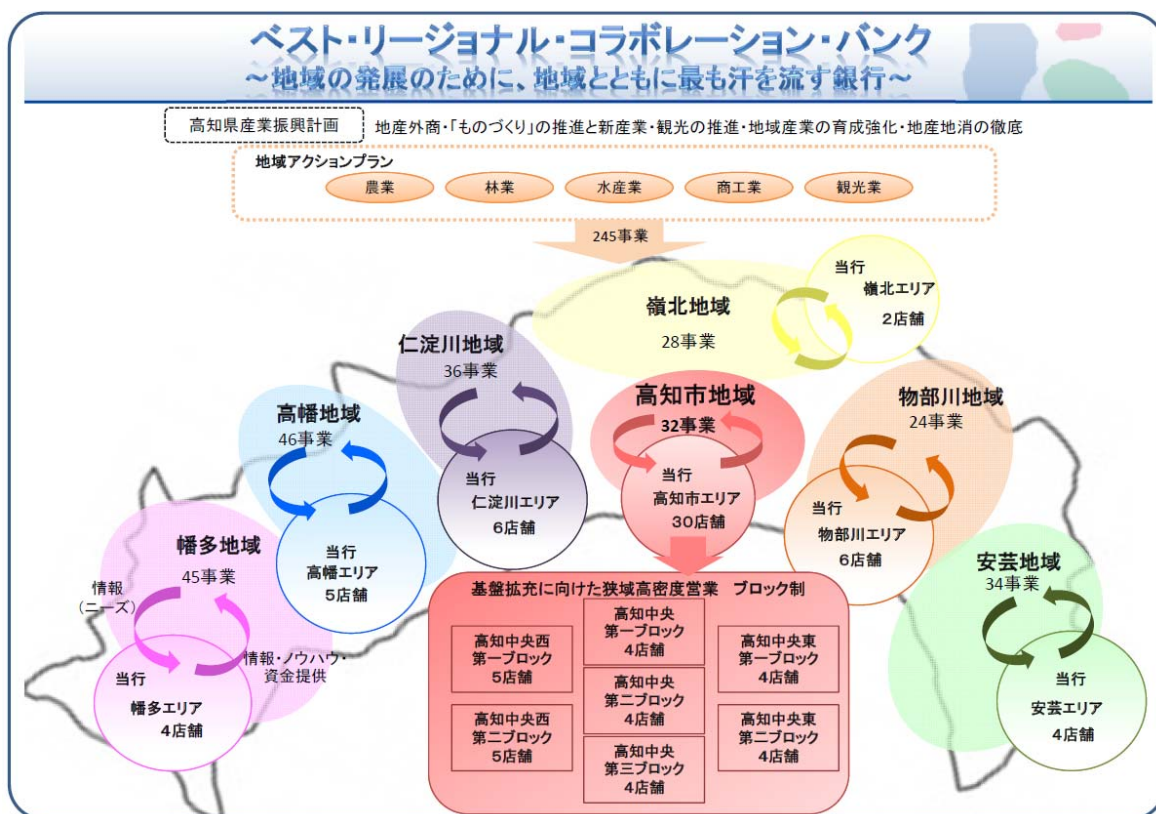 ベスト・リージョナル・コラボレーション・バンク
～地域の発展のために、地域とともに最も汗を流す銀行～
高知県産業振興計画
地産外商・「ものづくり」の推進と新産業・観光の推進・地域産業の育成強化・地産地消の徹底
地域アクションプラン
農業
林業
水産業
商工業
観光業
245事業
嶺北地域
28事業
当行
嶺北エリア
2店舗
仁淀川地域
36事業
当行
仁淀川エリア
6店舗
高知市地域
32事業
当行
高知市エリア
30店舗
物部川地域
24事業
当行
物部川エリア
6店舗
高幡地域
46事業
当行
高幡エリア
5店舗
幡多地域
45事業
情報
(ニーズ)
情報・ノウハウ・
資金提供
当行
幡多エリア
4店舗
安芸地域
34事業
当行
安芸エリア
4店舗
基盤拡充に向けた狭域高密度営業 ブロック制
高知中央西
第一ブロック
5店舗
高知中央西
第二ブロック
5店舗
高知中央
第一ブロック
4店舗
高知中央
第二ブロック
4店舗
高知中央
第三ブロック
4店舗
高知中央東
第一ブロック
4店舗
高知中央東
第二ブロック
4店舗